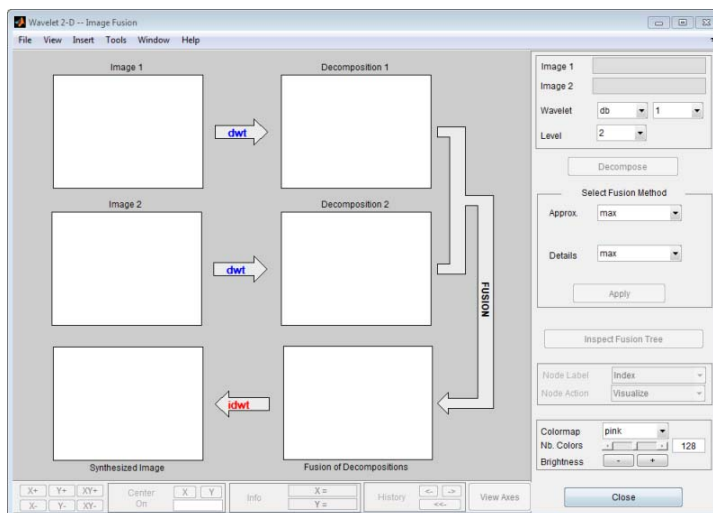 Wavelet 2-D -- Image Fusion
File View Insert Tools Window Help
Image 1
Decomposition 1
dwt
Image 2
Decomposition 2
dwt
FUSION
idwt
Synthesized Image
Fusion of Decompositions
Image 1
Image 2
Wavelet db 1
Level 2
Decompose
Select Fusion Method
Approx. max
Details max
Apply
Inspect Fusion Tree
Node Label Index
Node Action Visualize
Colormap pink
Nb. Colors 128
Brightness - +
Close
X+ Y+ XY+
X- Y- XY-
Center
On
X Y
Info
X =
Y =
History
<- ->
<<-
View Axes